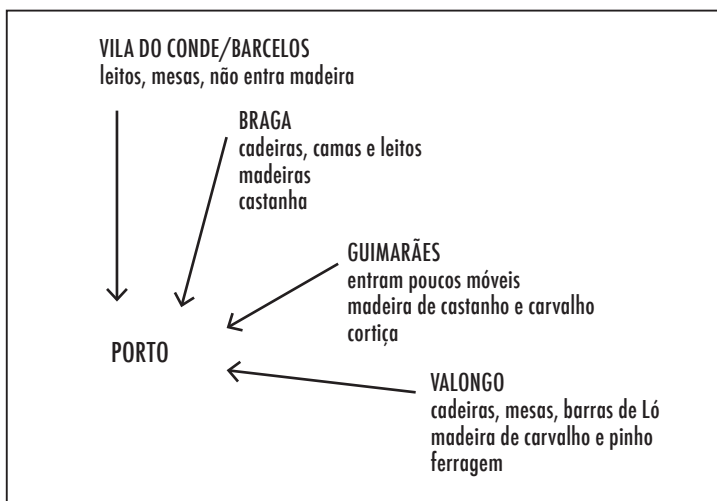 VILA DO CONDE/BARCELOS
leitos, mesas, não entra madeira
BRAGA
cadeiras, camas e leitos
madeiras
castanha
GUIMARÃES
entram poucos móveis
madeira de castanho e carvalho
cortiça
PORTO
VALONGO
cadeiras, mesas, barras de Ló
madeira de carvalho e pinho
ferragem